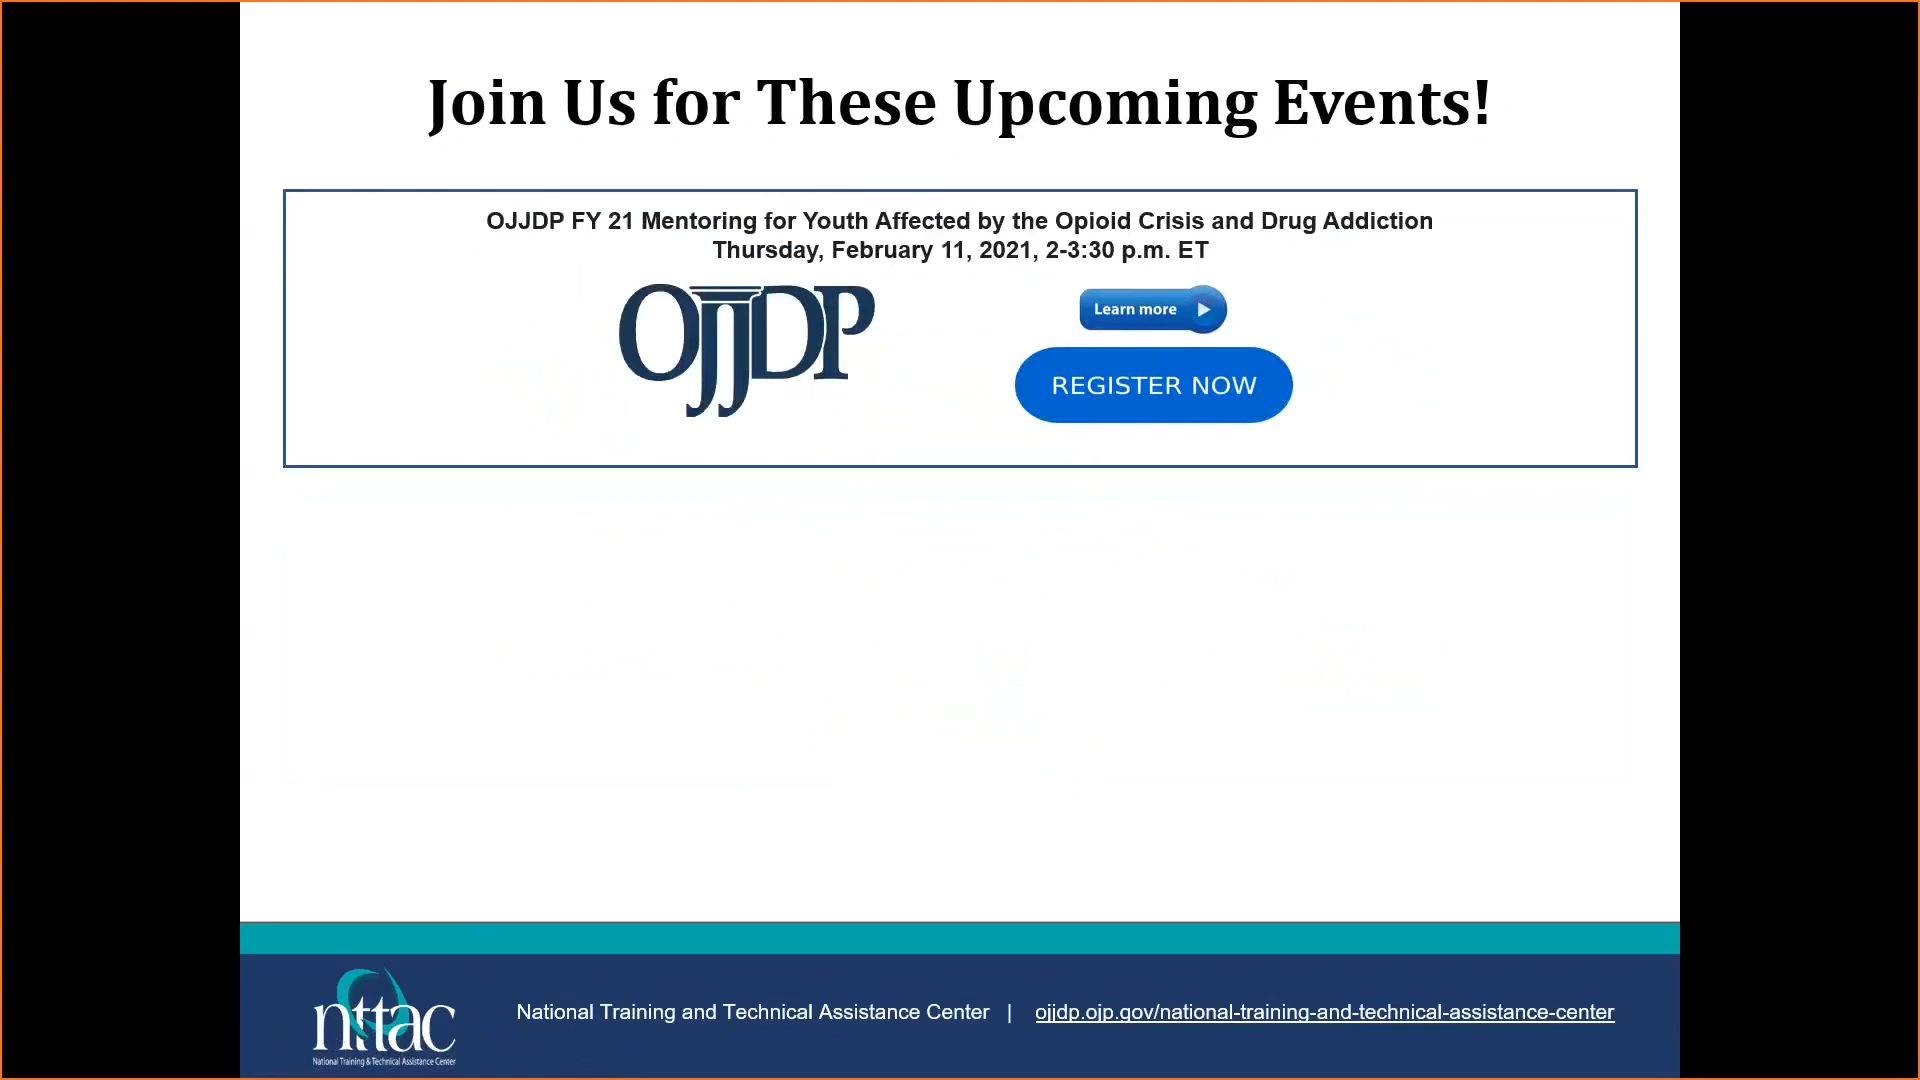 Join Us for These Upcoming Events!
OJJDP FY 21 Mentoring for Youth Affected by the Opioid Crisis and Drug Addiction
Thursday, February 11, 2021, 2-3:30 p.m. ET
OJJDP
Learn more
REGISTER NOW
nttac
National Training & Technical Assistance Center
National Training and Technical Assistance Center | ojjdp.ojp.gov/national-training-and-technical-assistance-center